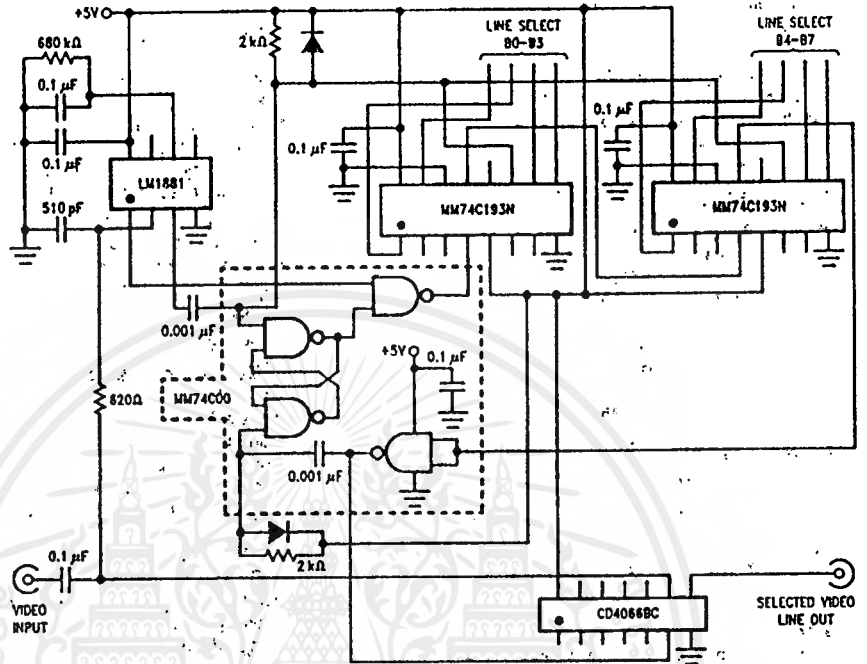 +5V
680 kΩ
0.1 µF
0.1 µF
LM1881
510 pF
0.001 µF
620Ω
2 kΩ
0.1 µF
LINE SELECT
B0-B3
MM74C193N
0.1 µF
LINE SELECT
B4-B7
MM74C193N
MM74C00
+5V
0.1 µF
0.001 µF
2 kΩ
0.1 µF
VIDEO
INPUT
CD4066BC
SELECTED VIDEO
LINE OUT